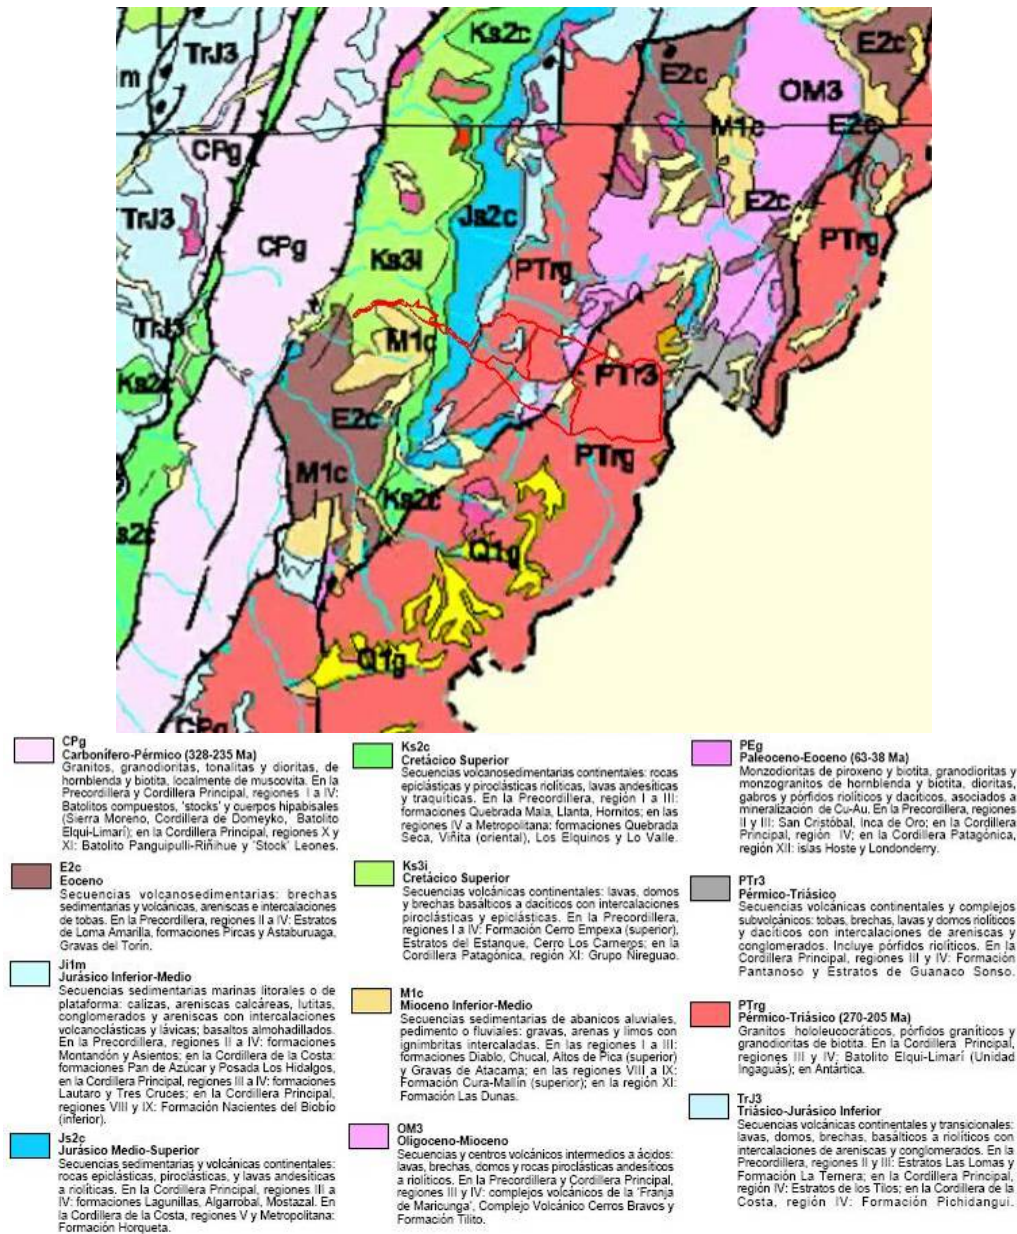 Ks2c
E2c
TrJ3
E2c
m
OM3
M1c
E2c
CPg
E2c
TrJ3
Js2c
PTrg
CPg
Ks3i
PTrg
TrJ3
M1c
PTr3
Ks2c
E2c
PTrg
M1c
Ks2c
s2c
Q1g
Q1g
CPg
CPg
Carbonífero-Pérmico (328-235 Ma)
Granitos, granodioritas, tonalitas y dioritas, de
hornblenda y biotita, localmente de muscovita. En la
Precordillera y Cordillera Principal, regiones I a IV:
Batolitos compuestos, 'stocks' y cuerpos hipabisales
(Sierra Moreno, Cordillera de Domeyko, Batolito
Elqui-Limarí); en la Cordillera Principal, regiones X y
XI: Batolito Panguipulli-Riñihue y 'Stock' Leones.
E2c
Eoceno
Secuencias volcanosedimentarias: brechas
sedimentarias y volcánicas, areniscas e intercalaciones
de tobas. En la Precordillera, regiones II a IV: Estratos
de Loma Amarilla, formaciones Pircas y Astaburuaga,
Gravas del Torín.
Ji1m
Jurásico Inferior-Medio
Secuencias sedimentarias marinas litorales o de
plataforma: calizas, areniscas calcáreas, lutitas,
conglomerados y areniscas con intercalaciones
volcanoclásticas y lávicas; basaltos almohadillados.
En la Precordillera, regiones II a IV: formaciones
Montandón y Asientos; en la Cordillera de la Costa:
formaciones Pan de Azúcar y Posada Los Hidalgos,
en la Cordillera Principal, regiones III a IV: formaciones
Lautaro y Tres Cruces; en la Cordillera Principal,
regiones VIII y IX: Formación Nacientes del Biobío
(inferior).
Js2c
Jurásico Medio-Superior
Secuencias sedimentarias y volcánicas continentales:
rocas epiclásticas, piroclásticas, y lavas andesíticas
a riolíticas. En la Cordillera Principal, regiones III a
IV: formaciones Lagunillas, Algarrobal, Mostazal. En
la Cordillera de la Costa, regiones V y Metropolitana:
Formación Horqueta.
Ks2c
Cretácico Superior
Secuencias volcanosedimentarias continentales: rocas
epiclásticas y piroclásticas riolíticas, lavas andesíticas
y traquíticas. En la Precordillera, región I a III:
formaciones Quebrada Mala, Llanta, Hornitos; en las
regiones IV a Metropolitana: formaciones Quebrada
Seca, Viñita (oriental), Los Elquinos y Lo Valle.
Ks3i
Cretácico Superior
Secuencias volcánicas continentales: lavas, domos
y brechas basálticos a dacíticos con intercalaciones
piroclásticas y epiclásticas. En la Precordillera,
regiones I a IV: Formación Cerro Empexa (superior),
Estratos del Estanque, Cerro Los Carneros; en la
Cordillera Patagónica, región XI: Grupo Ñireguao.
M1c
Mioceno Inferior-Medio
Secuencias sedimentarias de abanicos aluviales,
pedimento o fluviales: gravas, arenas y limos con
ignimbritas intercaladas. En las regiones I a III:
formaciones Diablo, Chucal, Altos de Pica (superior)
y Gravas de Atacama; en las regiones VIII a IX:
Formación Cura-Mallín (superior); en la región XI:
Formación Las Dunas.
OM3
Oligoceno-Mioceno
Secuencias y centros volcánicos intermedios a ácidos:
lavas, brechas, domos y rocas piroclásticas andesíticos
a riolíticos. En la Precordillera y Cordillera Principal,
regiones III y IV: complejos volcánicos de la 'Franja
de Maricunga', Complejo Volcánico Cerros Bravos y
Formación Tilito.
PEg
Paleoceno-Eoceno (63-38 Ma)
Monzodioritas de piroxeno y biotita, granodioritas y
monzogranitos de hornblenda y biotita, dioritas,
gabros y pórfidos riolíticos y dacíticos, asociados a
mineralización de Cu-Au. En la Precordillera, regiones
II y III: San Cristóbal, Inca de Oro; en la Cordillera
Principal, región IV; en la Cordillera Patagónica,
región XII: islas Hoste y Londonderry.
PTr3
Pérmico-Triásico
Secuencias volcánicas continentales y complejos
subvolcánicos: tobas, brechas, lavas y domos riolíticos
y dacíticos con intercalaciones de areniscas y
conglomerados. Incluye pórfidos riolíticos. En la
Cordillera Principal, regiones III y IV: Formación
Pantanoso y Estratos de Guanaco Sonso.
PTrg
Pérmico-Triásico (270-205 Ma)
Granitos hololeucocráticos, pórfidos graníticos y
granodioritas de biotita. En la Cordillera Principal,
regiones III y IV: Batolito Elqui-Limarí (Unidad
Ingaguás); en Antártica.
TrJ3
Triásico-Jurásico Inferior
Secuencias volcánicas continentales y transicionales:
lavas, domos, brechas, basálticos a riolíticos con
intercalaciones de areniscas y conglomerados. En la
Precordillera, regiones II y III: Estratos Las Lomas y
Formación La Ternera; en la Cordillera Principal,
región IV: Estratos de los Tilos; en la Cordillera de la
Costa, región IV: Formación Pichidangui.